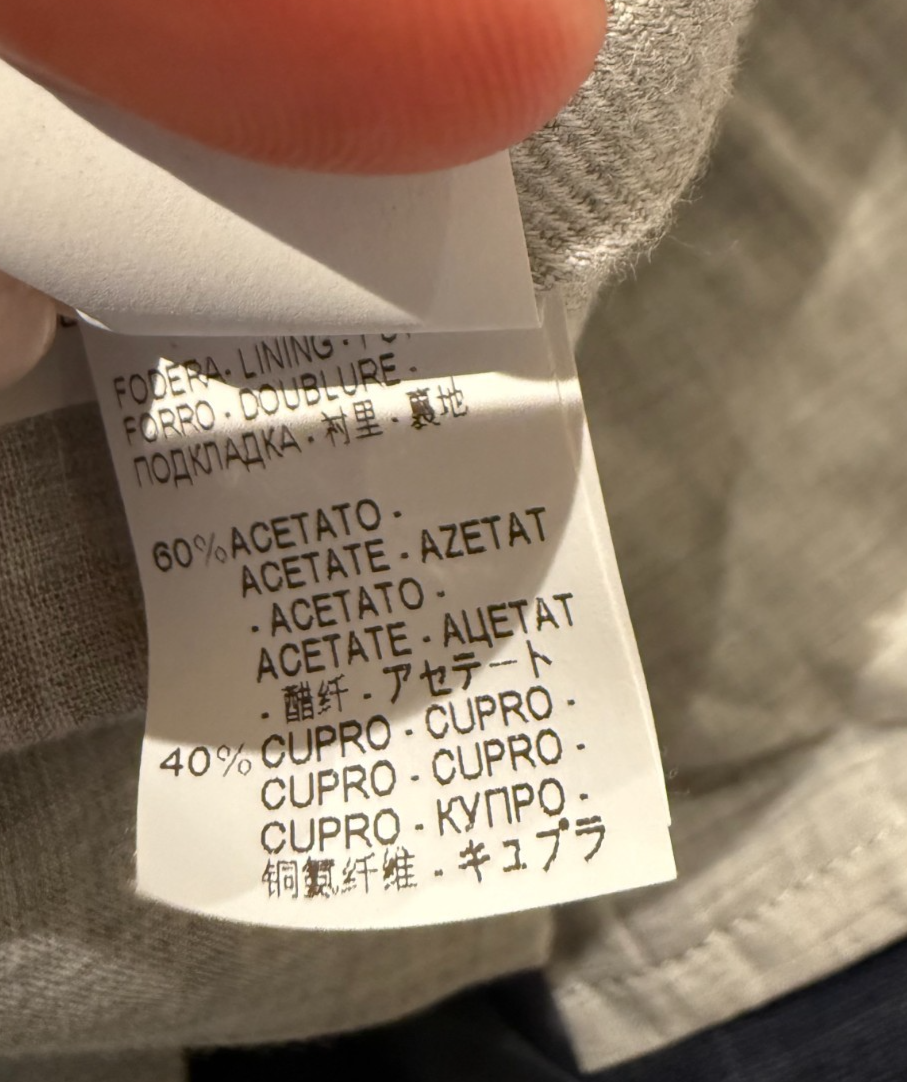 FODERA · LINING ·
FORRO · DOUBLURE ·
ПОДКЛАДКА · 衬里 · 裏地
60% ACETATO -
ACETATE - AZETAT
- ACETATO -
ACETATE - АЦЕТАТ
- 醋纤 - アセテート
40% CUPRO - CUPRO -
CUPRO - CUPRO -
CUPRO - КУПРО -
铜氨纤维 - キュプラ